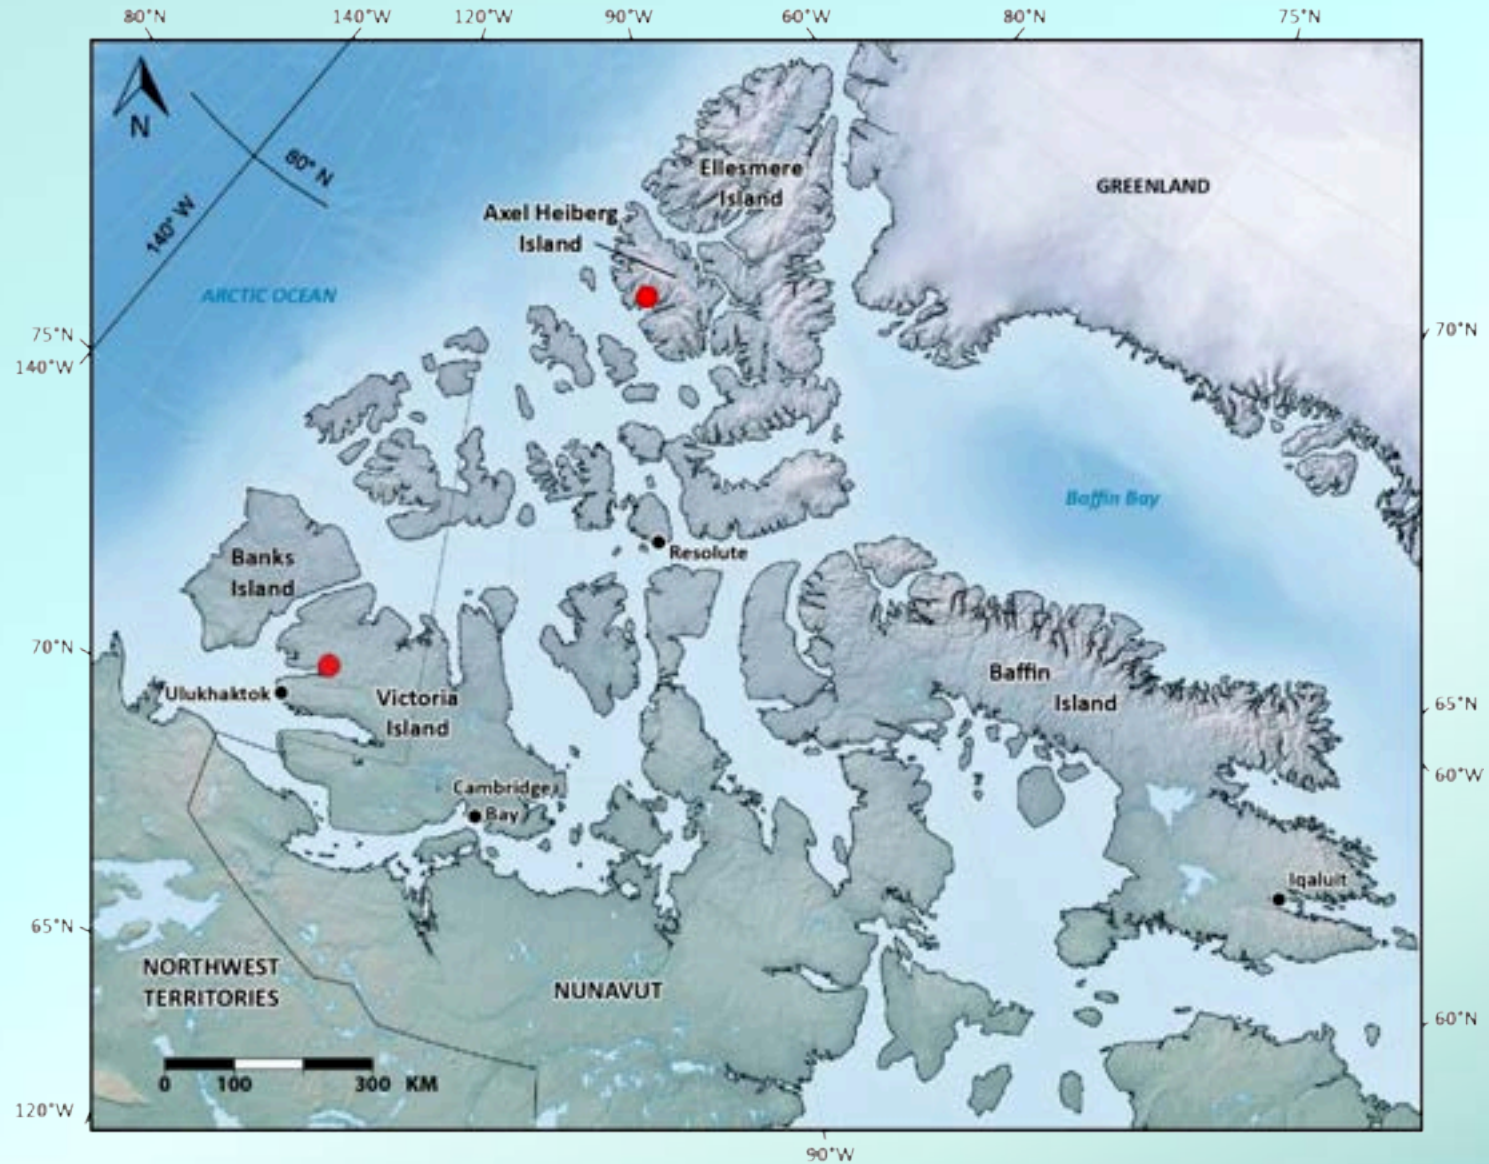 80°N 140°W 120°W 90°W 60°W 80°N 75°N
N
80° N
140° W
Ellesmere
Island
GREENLAND
Axel Heiberg
Island
ARCTIC OCEAN
75°N
140°W
70°N
Baffin Bay
Resolute
Banks
Island
70°N
Ulukhaktok
Victoria
Island
Baffin
Island
65°N
60°W
Cambridge
Bay
Iqaluit
65°N
NORTHWEST
TERRITORIES
NUNAVUT
60°N
0 100 300 KM
120°W
90°W